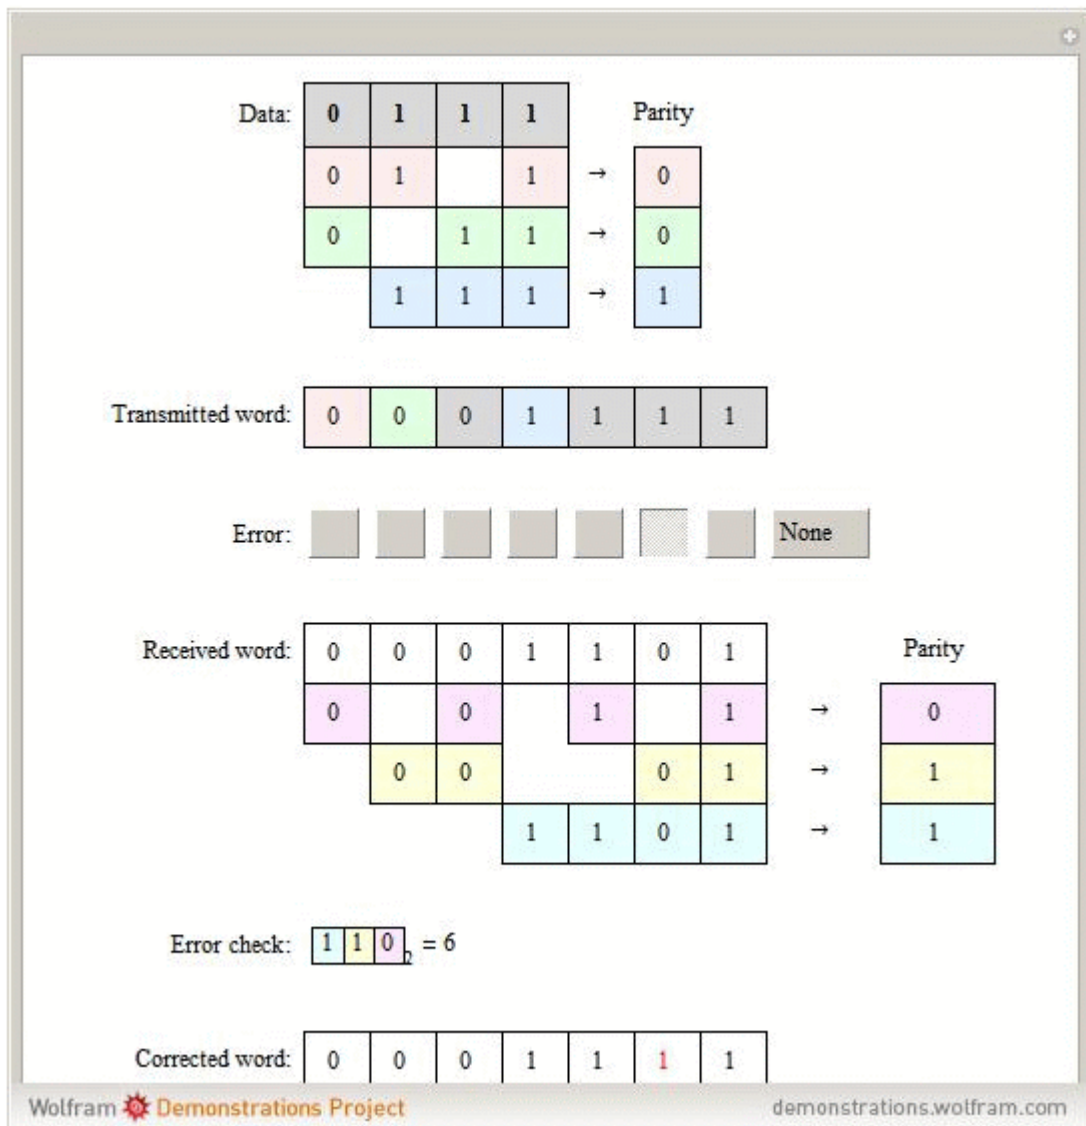 Data: 0 1 1 1 Parity
0 1 1 → 0
0 1 1 → 0
1 1 1 → 1
Transmitted word: 0 0 0 1 1 1 1
Error: None
Received word: 0 0 0 1 1 0 1 Parity
0 0 1 1 → 0
0 0 0 1 → 1
1 1 0 1 → 1
Error check: 1 1 0 2 = 6
Corrected word: 0 0 0 1 1 1 1
Wolfram Demonstrations Project demonstrations.wolfram.com